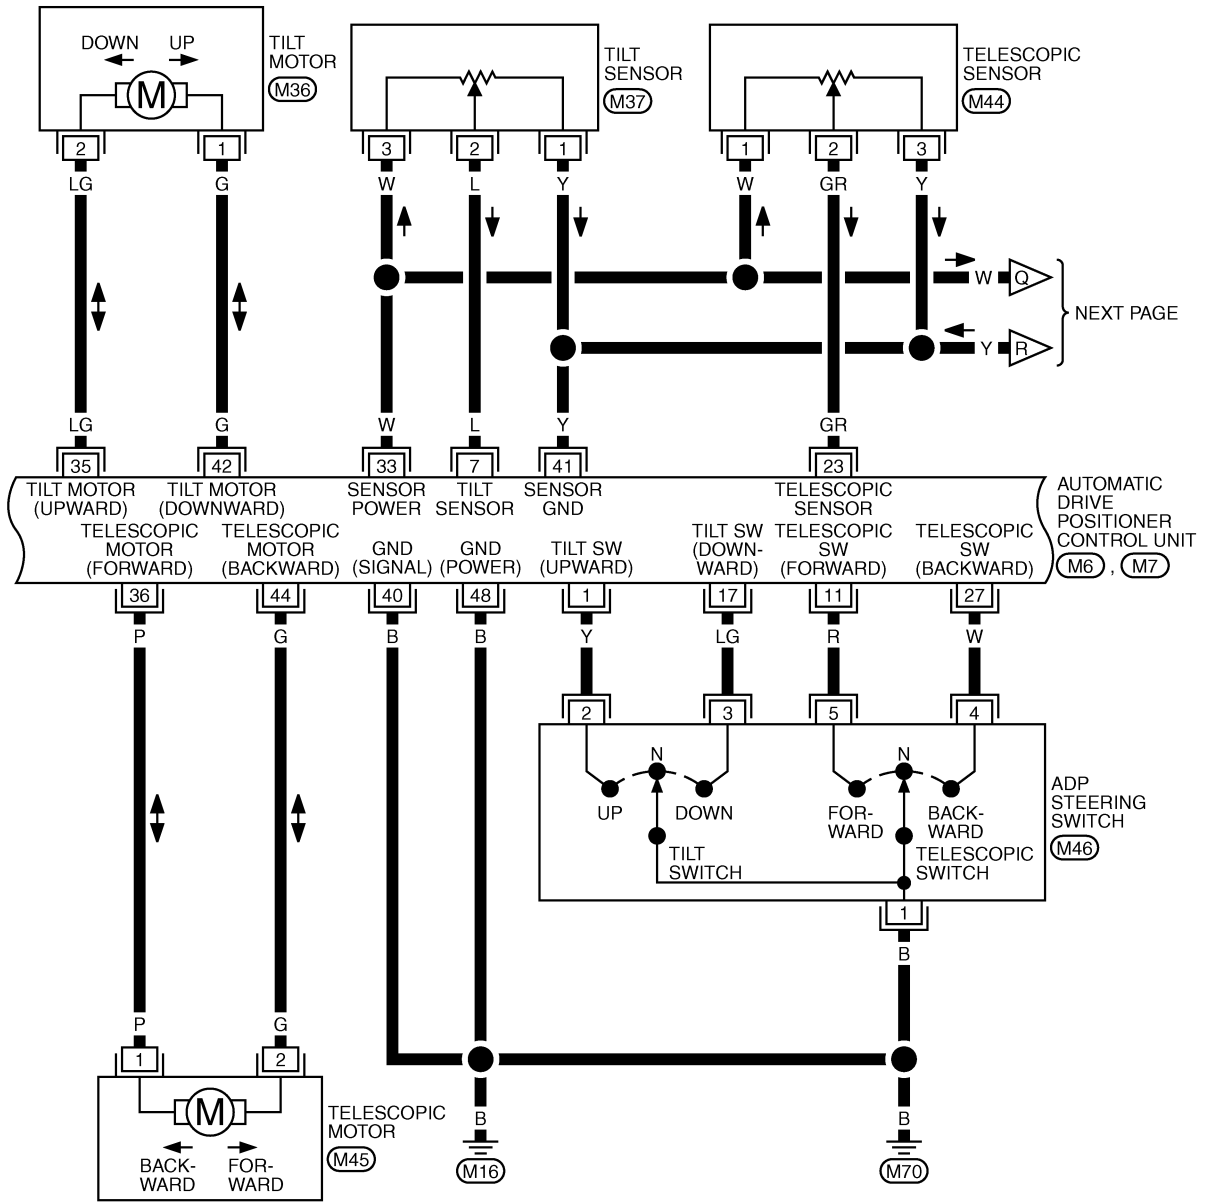 DOWN UP
TILT
MOTOR
M36
M
2 1
LG G
TILT
SENSOR
M37
3 2 1
W L Y
TELESCOPIC
SENSOR
M44
1 2 3
W GR Y
W Q
Y R
NEXT PAGE
LG G W L Y GR
35 42 33 7 41 23
TILT MOTOR
(UPWARD)
TILT MOTOR
(DOWNWARD)
SENSOR
POWER
TILT
SENSOR
SENSOR
GND
TELESCOPIC
SENSOR
TELESCOPIC
MOTOR
(FORWARD)
TELESCOPIC
MOTOR
(BACKWARD)
GND
(SIGNAL)
GND
(POWER)
TILT SW
(UPWARD)
TILT SW
(DOWN-
WARD)
TELESCOPIC
SW
(FORWARD)
TELESCOPIC
SW
(BACKWARD)
AUTOMATIC
DRIVE
POSITIONER
CONTROL UNIT
M6 , M7
36 44 40 48 1 17 11 27
P G B B Y LG R W
2 3 5 4
N N
UP DOWN
FOR-
WARD
BACK-
WARD
TILT
SWITCH
TELESCOPIC
SWITCH
ADP
STEERING
SWITCH
M46
1
B
P G
1 2
M
BACK-
WARD
FOR-
WARD
TELESCOPIC
MOTOR
M45
B B
M16 M70